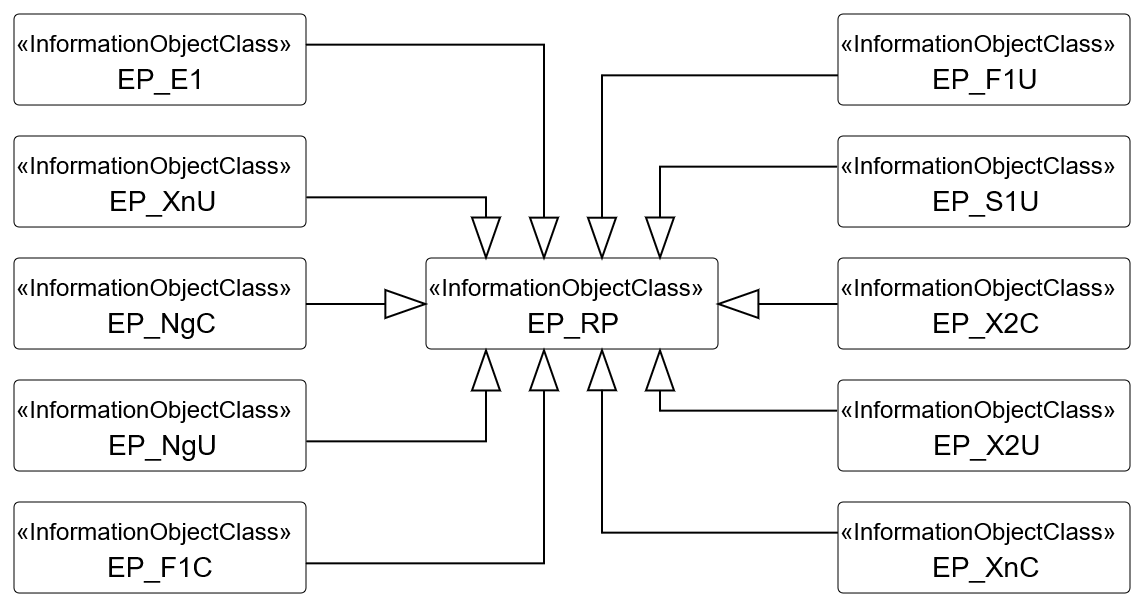 «InformationObjectClass»
EP_E1
«InformationObjectClass»
EP_XnU
«InformationObjectClass»
EP_NgC
«InformationObjectClass»
EP_NgU
«InformationObjectClass»
EP_F1C
«InformationObjectClass»
EP_RP
«InformationObjectClass»
EP_F1U
«InformationObjectClass»
EP_S1U
«InformationObjectClass»
EP_X2C
«InformationObjectClass»
EP_X2U
«InformationObjectClass»
EP_XnC